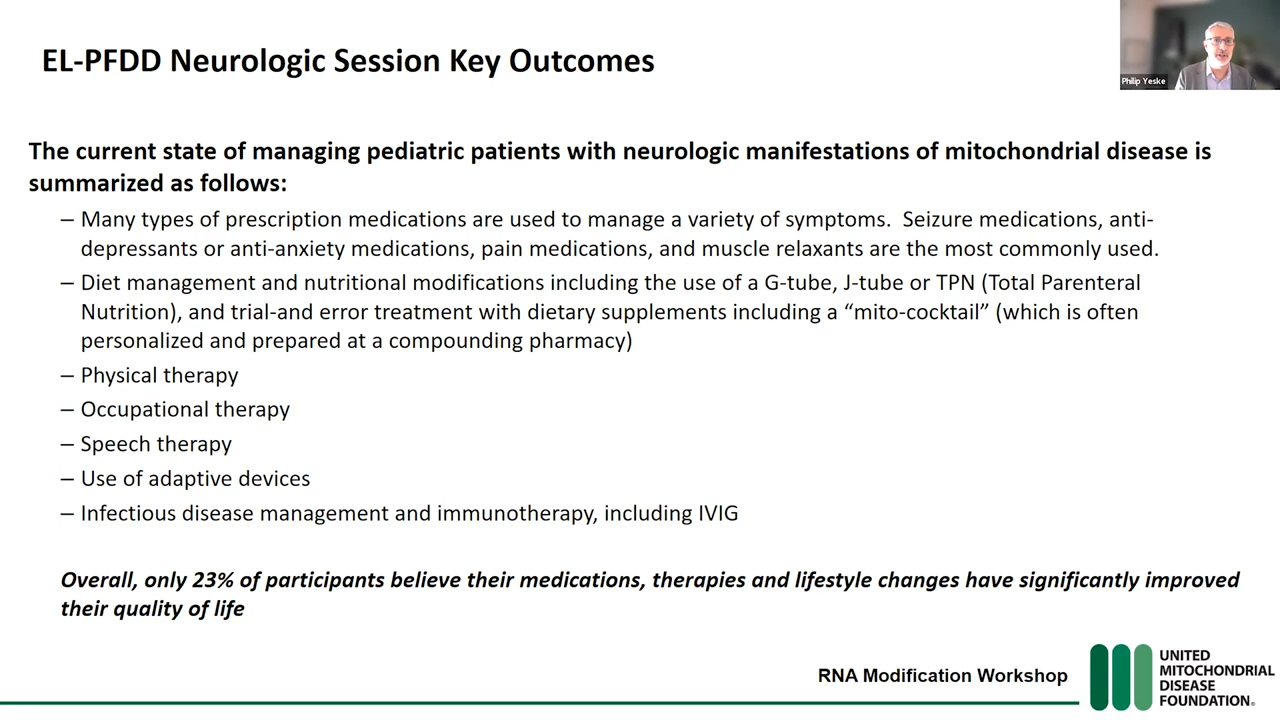 EL-PFDD Neurologic Session Key Outcomes
Philip Yeske
The current state of managing pediatric patients with neurologic manifestations of mitochondrial disease is
summarized as follows:
– Many types of prescription medications are used to manage a variety of symptoms.  Seizure medications, anti-
depressants or anti-anxiety medications, pain medications, and muscle relaxants are the most commonly used.
– Diet management and nutritional modifications including the use of a G-tube, J-tube or TPN (Total Parenteral
Nutrition), and trial-and error treatment with dietary supplements including a “mito-cocktail” (which is often
personalized and prepared at a compounding pharmacy)
– Physical therapy
– Occupational therapy
– Speech therapy
– Use of adaptive devices
– Infectious disease management and immunotherapy, including IVIG
Overall, only 23% of participants believe their medications, therapies and lifestyle changes have significantly improved
their quality of life
RNA Modification Workshop
UNITED
MITOCHONDRIAL
DISEASE
FOUNDATION®